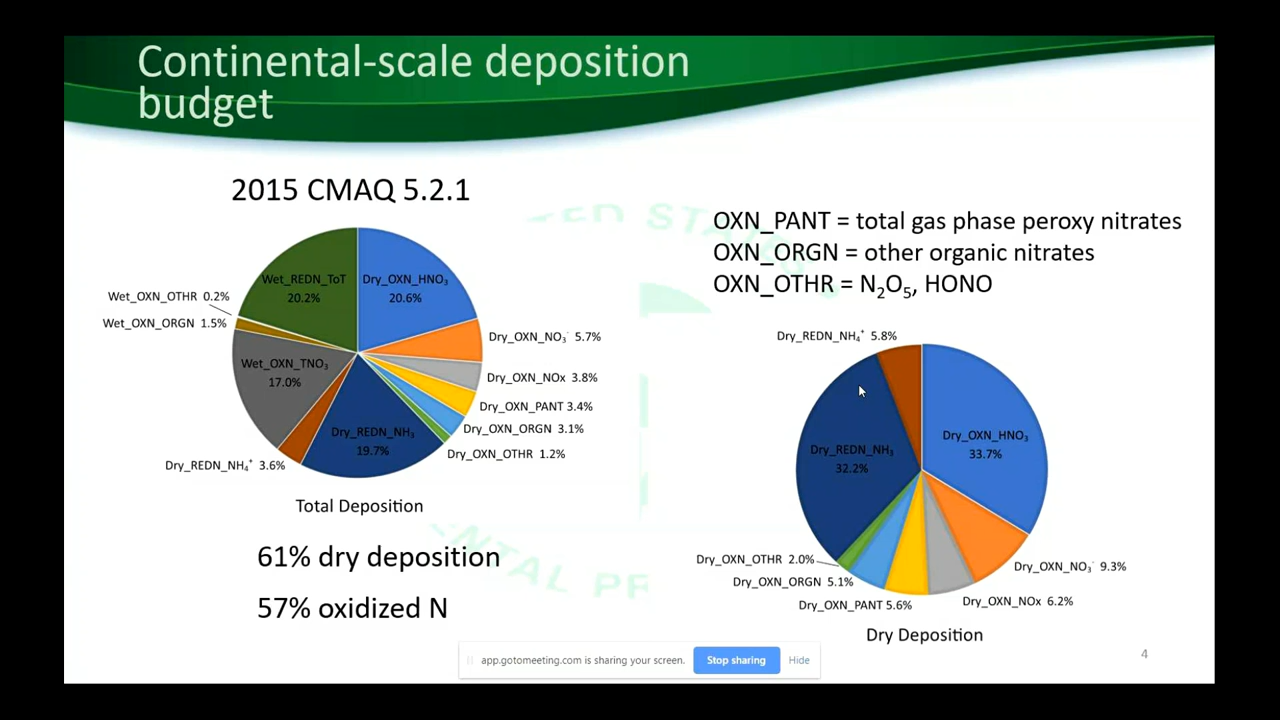 Continental-scale deposition
budget
2015 CMAQ 5.2.1
Wet_REDN_ToT
20.2%
Dry_OXN_HNO₃
20.6%
Wet_OXN_OTHR 0.2%
Wet_OXN_ORGN 1.5%
Dry_OXN_NO₃⁻ 5.7%
Wet_OXN_TNO₃
17.0%
Dry_OXN_NOx 3.8%
Dry_OXN_PANT 3.4%
Dry_OXN_ORGN 3.1%
Dry_REDN_NH₃
19.7%
Dry_OXN_OTHR 1.2%
Dry_REDN_NH₄⁺ 3.6%
Total Deposition
61% dry deposition
57% oxidized N
OXN_PANT = total gas phase peroxy nitrates
OXN_ORGN = other organic nitrates
OXN_OTHR = N₂O₅, HONO
Dry_REDN_NH₄⁺ 5.8%
Dry_OXN_HNO₃
33.7%
Dry_REDN_NH₃
32.2%
Dry_OXN_OTHR 2.0%
Dry_OXN_NO₃⁻ 9.3%
Dry_OXN_ORGN 5.1%
Dry_OXN_PANT 5.6%
Dry_OXN_NOx 6.2%
Dry Deposition
app.gotomeeting.com is sharing your screen.
Stop sharing
Hide
4